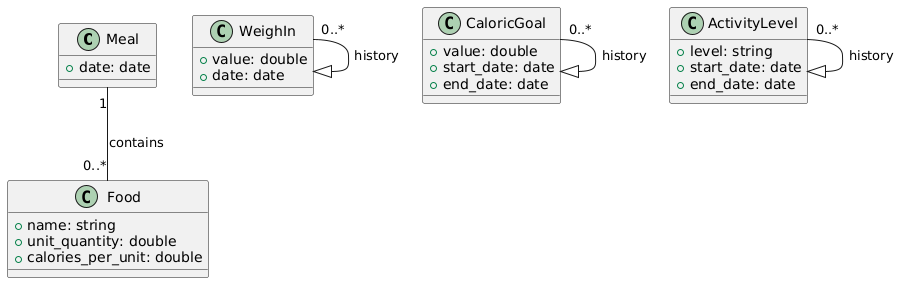 C Meal
date: date
C WeighIn
value: double
date: date
0..*
history
C CaloricGoal
value: double
start_date: date
end_date: date
0..*
history
C ActivityLevel
level: string
start_date: date
end_date: date
0..*
history
1
contains
0..*
C Food
name: string
unit_quantity: double
calories_per_unit: double